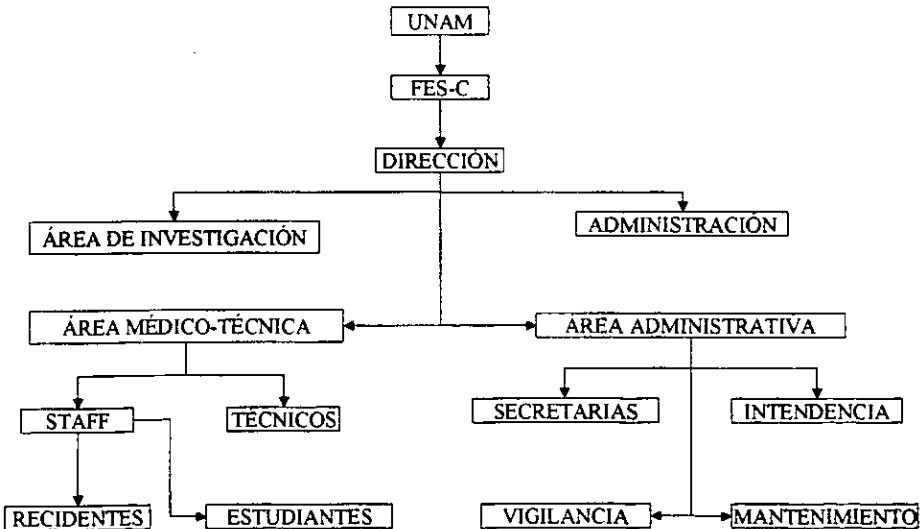 UNAM
FES-C
DIRECCIÓN
ÁREA DE INVESTIGACIÓN
ADMINISTRACIÓN
ÁREA MÉDICO-TÉCNICA
ÁREA ADMINISTRATIVA
STAFF
TÉCNICOS
SECRETARIAS
INTENDENCIA
RECIDENTES
ESTUDIANTES
VIGILANCIA
MANTENIMIENTO